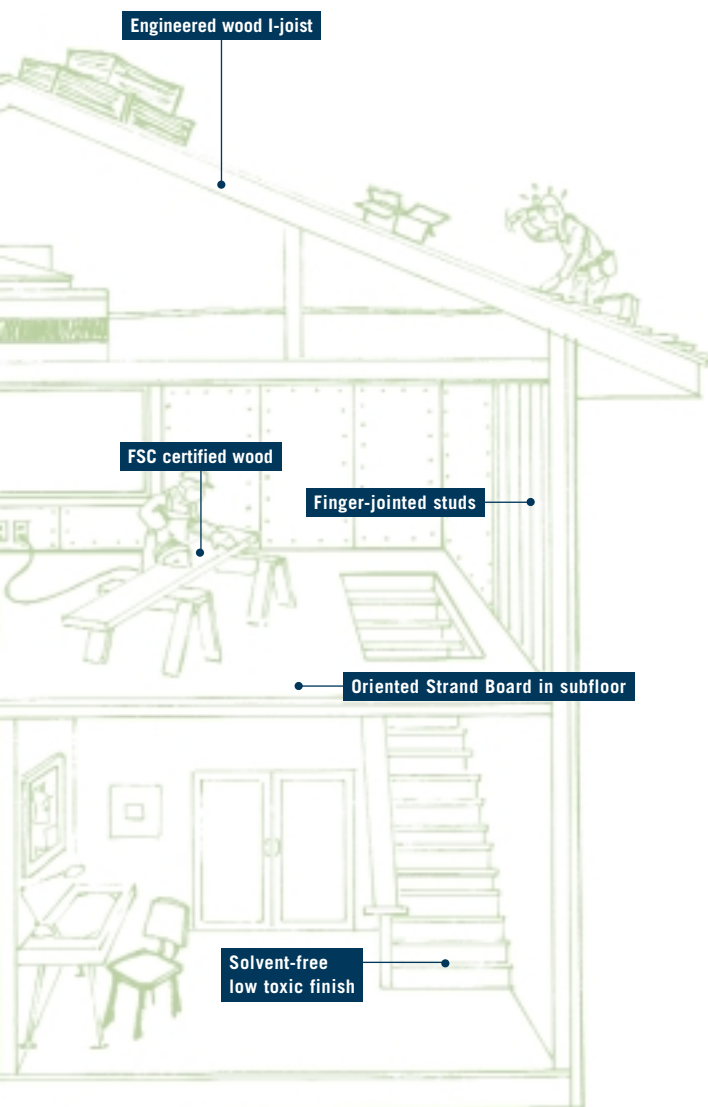 Engineered wood I-joist
FSC certified wood
Finger-jointed studs
Oriented Strand Board in subfloor
Solvent-free
low toxic finish